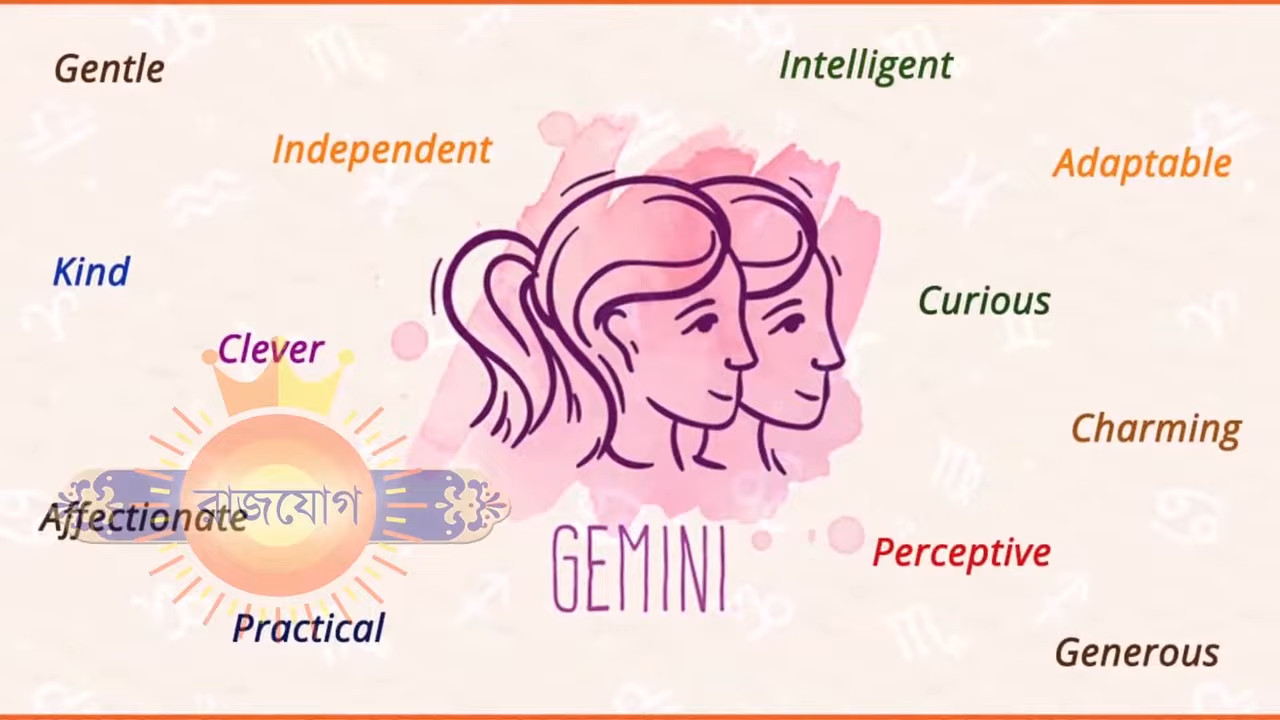 Gentle
Intelligent
Independent
Adaptable
Kind
Curious
Clever
Charming
Affectionate
রাজযোগ
GEMINI
Perceptive
Practical
Generous